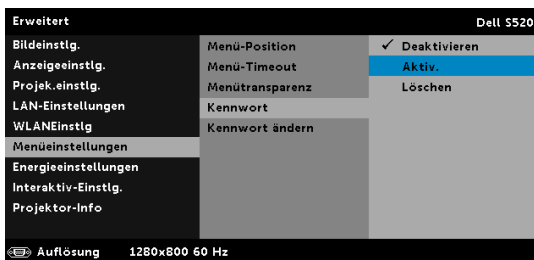 Erweitert Dell S520
Bildeinstlg.
Anzeigeeinstlg.
Projek.einstlg.
LAN-Einstellungen
WLANEinstlg
Menüeinstellungen
Energieeinstellungen
Interaktiv-Einstlg.
Projektor-Info
Menü-Position
Menü-Timeout
Menütransparenz
Kennwort
Kennwort ändern
✓ Deaktivieren
Aktiv.
Löschen
Auflösung 1280x800 60 Hz